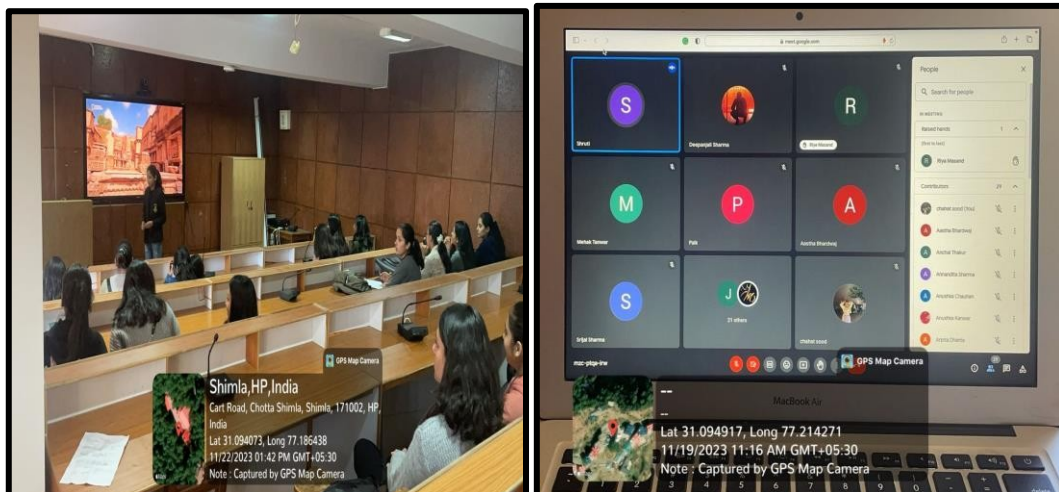 GPS Map Camera
Shimla,HP,India
Cart Road, Chotta Shimla, Shimla, 171002, HP,
India
Lat 31.094073, Long 77.186438
11/22/2023 01:42 PM GMT+05:30
Note : Captured by GPS Map Camera
meet.google.com
S
Shruti
Deepanjali Sharma
R
Riya Masand
M
Mehak Tanwar
P
Palk
A
Aastha Bhardwaj
S
Srijal Sharma
J
21 others
chahat sood
People
Search for people
IN MEETING
Raised hands
1
Riya Masand
Contributors
29
Aastha Bhardwaj
Anchal Thakur
Annanditta Sharma
Anushka Chauhan
Anushka Kanwar
GPS Map Camera
MacBook Air
--
--
Lat 31.094917, Long 77.214271
11/19/2023 11:16 AM GMT+05:30
Note : Captured by GPS Map Camera